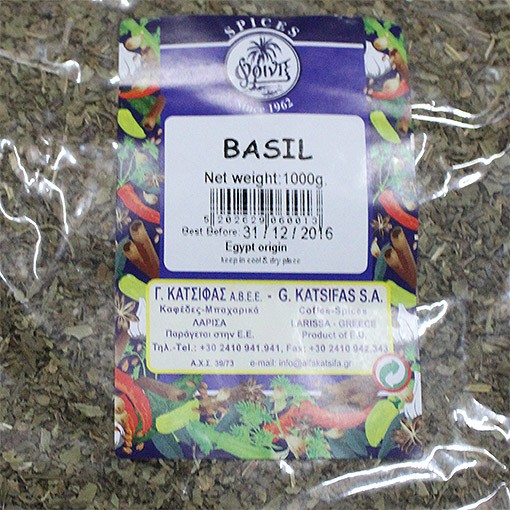 SPICES
φοίνιξ
Since 1962
BASIL
Net weight:1000g.
5 202629 060013
Best Before: 31 / 12 / 2016
Egypt origin
keep in cool & dry place
Γ. ΚΑΤΣΙΦΑΣ Α.Β.Ε.Ε. - G. KATSIFAS S.A.
Καφέδες-Μπαχαρικά Coffee-Spices
ΛΑΡΙΣΑ LARISSA - GREECE
Παράγεται στην Ε.Ε. Product of E.U.
Τηλ.-Tel.: +30 2410 941.941, Fax: +30 2410 942.343
Α.Χ.Σ. 39/73 e-mail: info@alfakatsifa.gr